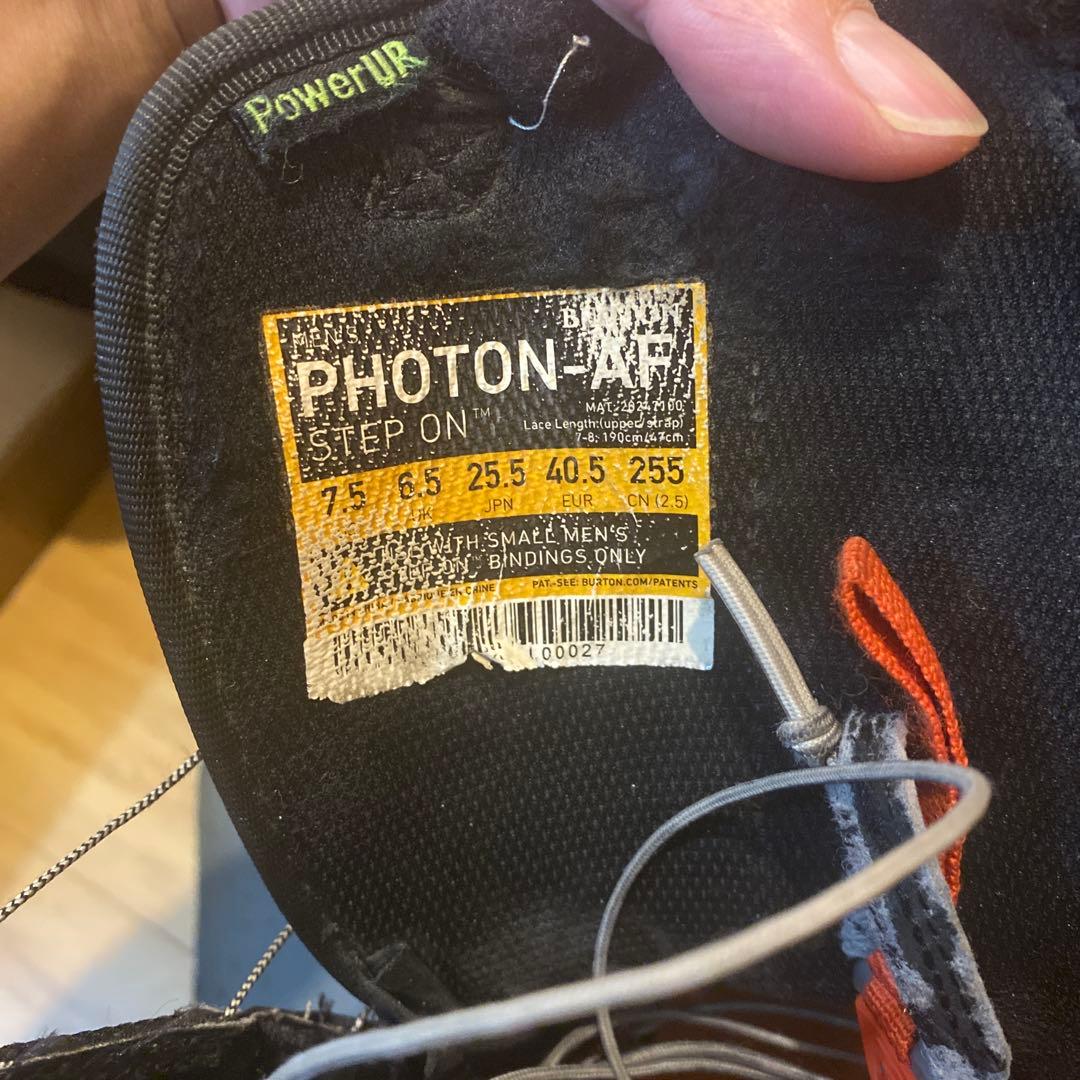 PowerUR
BURTON
MEN'S
PHOTON-AF
STEP ON™
Lace Length:(upper/strap)
7-8: 190cm/47cm
7.5 6.5 25.5 40.5 255
UK JPN EUR CN (2.5)
WITH SMALL MEN'S
STEP ON™ BINDINGS ONLY
PAT. SEE: BURTON.COM/PATENTS
00027